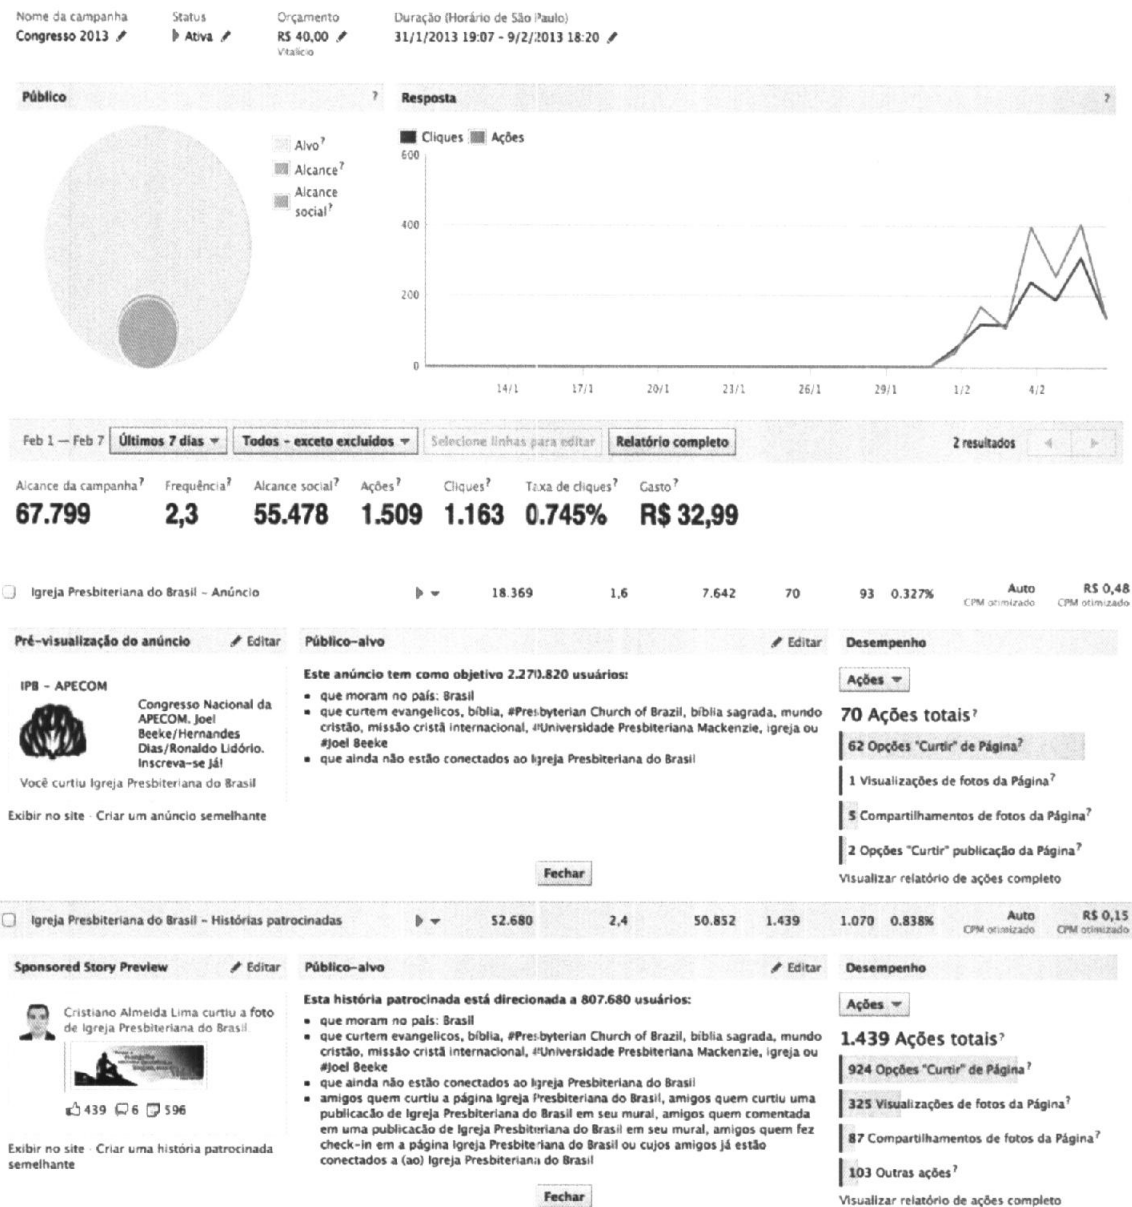 Nome da campanha Status Orçamento Duração (Horário de São Paulo)
Congresso 2013 Ativa R$ 40,00 31/1/2013 19:07 - 9/2/2013 18:20
Vitalício
Público ? Resposta ?
Alvo?
Alcance?
Alcance
social?
Cliques Ações
600
400
200
0
14/1 17/1 20/1 23/1 26/1 29/1 1/2 4/2
Feb 1 — Feb 7 Últimos 7 dias Todos - exceto excluídos Selecione linhas para editar Relatório completo 2 resultados
Alcance da campanha? Frequência? Alcance social? Ações? Cliques? Taxa de cliques? Gasto?
67.799 2,3 55.478 1.509 1.163 0.745% R$ 32,99
Igreja Presbiteriana do Brasil - Anúncio 18.369 1,6 7.642 70 93 0.327% Auto R$ 0,48
CPM otimizado CPM otimizado
Pré-visualização do anúncio Editar Público-alvo Editar Desempenho
IPB - APECOM
Congresso Nacional da
APECOM. Joel
Beeke/Hernandes
Dias/Ronaldo Lidório.
Inscreva-se Já!
Você curtiu Igreja Presbiteriana do Brasil
Exibir no site · Criar um anúncio semelhante
Este anúncio tem como objetivo 2.270.820 usuários:
que moram no país: Brasil
que curtem evangelicos, bíblia, #Presbyterian Church of Brazil, bíblia sagrada, mundo
cristão, missão cristã internacional, #Universidade Presbiteriana Mackenzie, igreja ou
#Joel Beeke
que ainda não estão conectados ao Igreja Presbiteriana do Brasil
Ações
70 Ações totais?
62 Opções "Curtir" de Página?
1 Visualizações de fotos da Página?
5 Compartilhamentos de fotos da Página?
2 Opções "Curtir" publicação da Página?
Visualizar relatório de ações completo
Fechar
Igreja Presbiteriana do Brasil - Histórias patrocinadas 52.680 2,4 50.852 1.439 1.070 0.838% Auto R$ 0,15
CPM otimizado CPM otimizado
Sponsored Story Preview Editar Público-alvo Editar Desempenho
Cristiano Almeida Lima curtiu a foto
de Igreja Presbiteriana do Brasil.
439 6 596
Exibir no site · Criar uma história patrocinada
semelhante
Esta história patrocinada está direcionada a 807.680 usuários:
que moram no país: Brasil
que curtem evangelicos, bíblia, #Presbyterian Church of Brazil, bíblia sagrada, mundo
cristão, missão cristã internacional, #Universidade Presbiteriana Mackenzie, igreja ou
#Joel Beeke
que ainda não estão conectados ao Igreja Presbiteriana do Brasil
amigos quem curtiu a página Igreja Presbiteriana do Brasil, amigos quem curtiu uma
publicação de Igreja Presbiteriana do Brasil em seu mural, amigos quem comentada
em uma publicação de Igreja Presbiteriana do Brasil em seu mural, amigos quem fez
check-in em a página Igreja Presbiteriana do Brasil ou cujos amigos já estão
conectados a (ao) Igreja Presbiteriana do Brasil
Ações
1.439 Ações totais?
924 Opções "Curtir" de Página?
325 Visualizações de fotos da Página?
87 Compartilhamentos de fotos da Página?
103 Outras ações?
Visualizar relatório de ações completo
Fechar